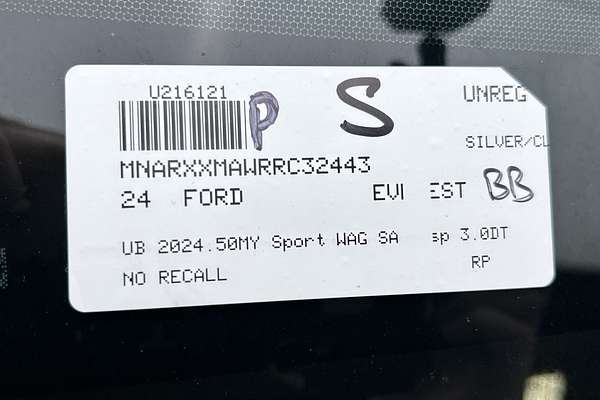 U216121
P
S
UNREG
SILVER/CL
MNARXXMAWRRC32443
24 FORD EVI EST BB
UB 2024.50MY Sport WAG SA sp 3.0DT
NO RECALL RP